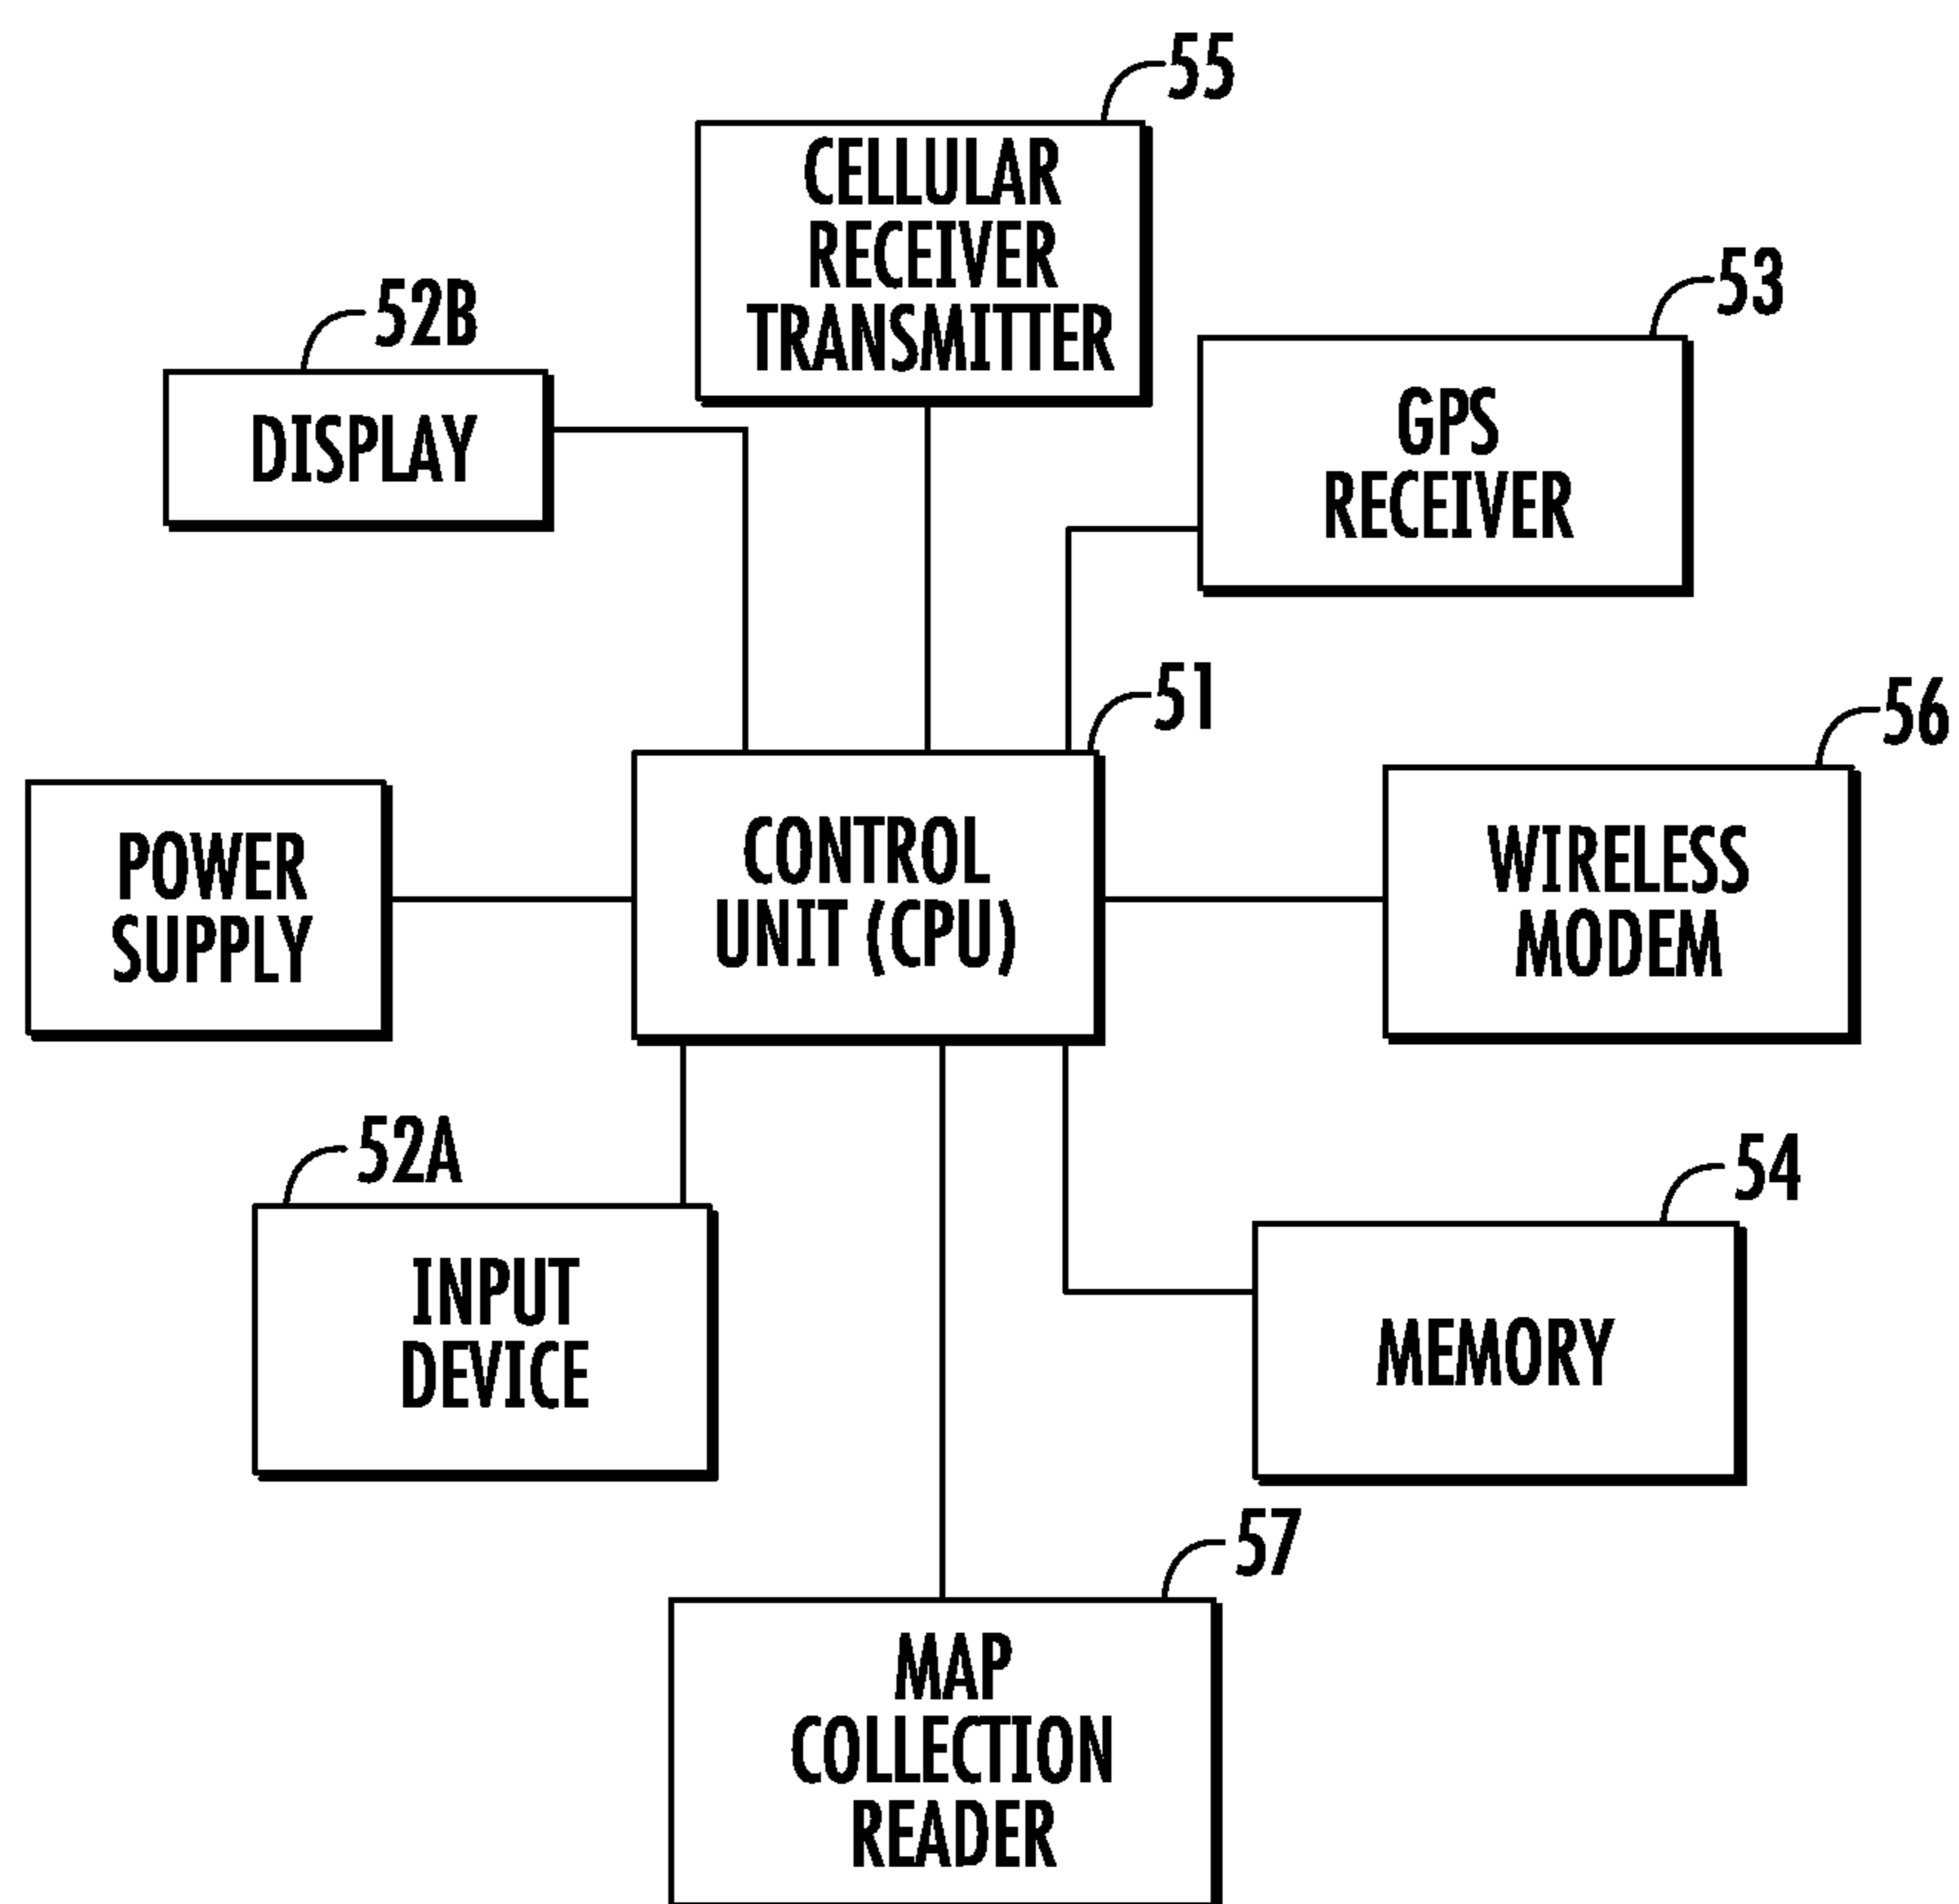 55
CELLULAR
RECEIVER
TRANSMITTER
53
GPS
RECEIVER
52B
DISPLAY
51
CONTROL
UNIT (CPU)
56
WIRELESS
MODEM
POWER
SUPPLY
52A
INPUT
DEVICE
54
MEMORY
57
MAP
COLLECTION
READER